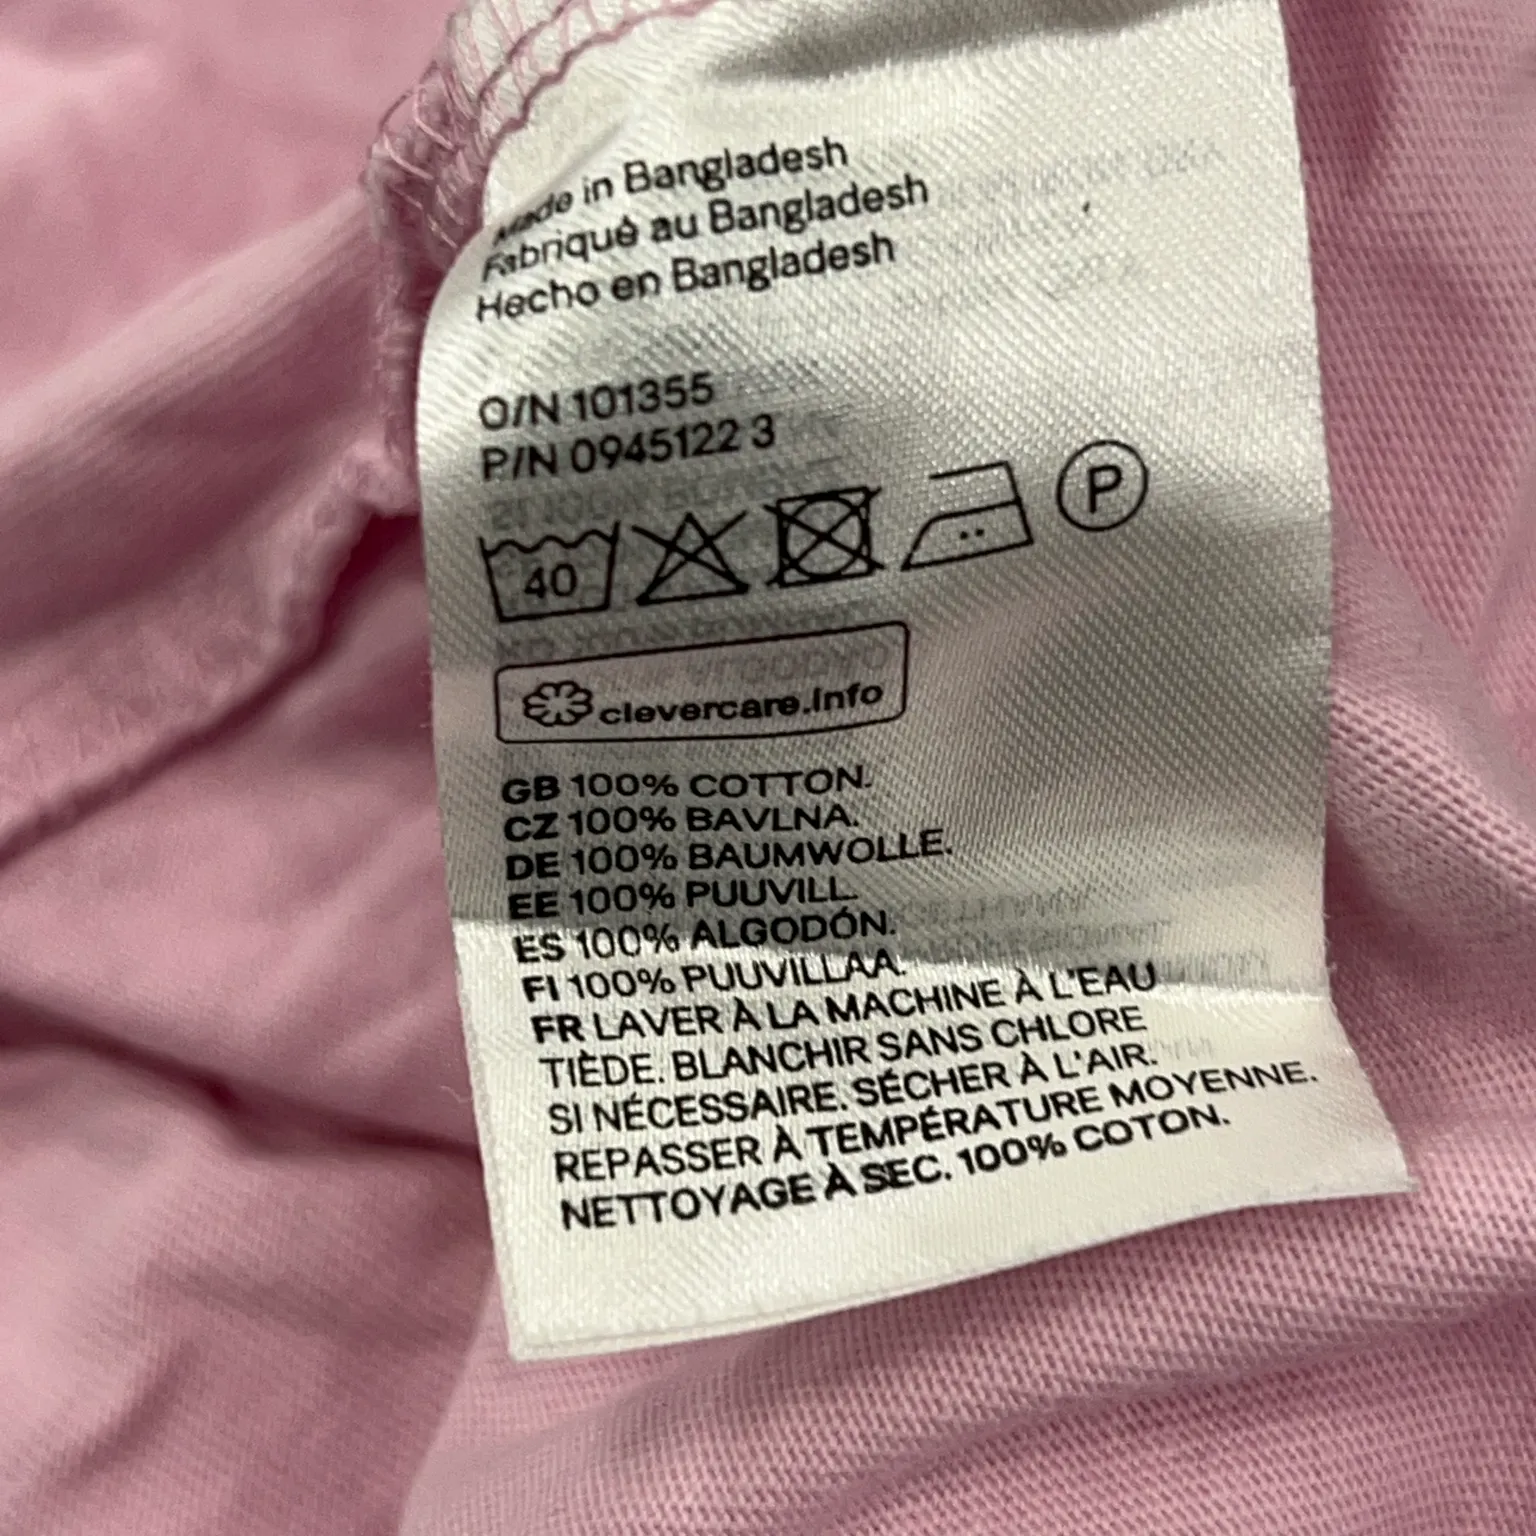 Made in Bangladesh
Fabriqué au Bangladesh
Hecho en Bangladesh
O/N 101355
P/N 0945122 3
40
P
clevercare.info
GB 100% COTTON.
CZ 100% BAVLNA.
DE 100% BAUMWOLLE.
EE 100% PUUVILL.
ES 100% ALGODÓN.
FI 100% PUUVILLAA.
FR LAVER À LA MACHINE À L'EAU
TIÈDE. BLANCHIR SANS CHLORE
SI NÉCESSAIRE. SÉCHER À L'AIR.
REPASSER À TEMPÉRATURE MOYENNE.
NETTOYAGE À SEC. 100% COTON.